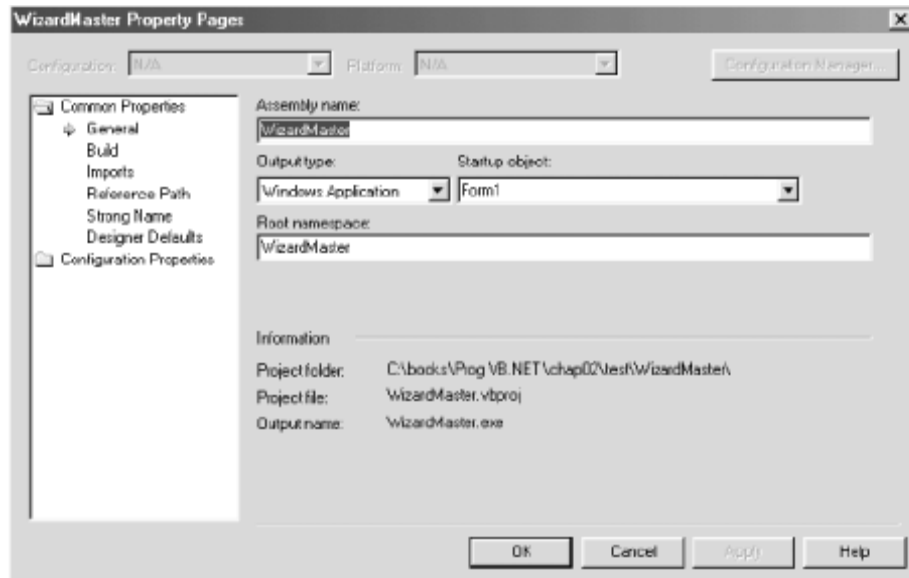 WizardMaster Property Pages
Configuration: N/A Platform: N/A Configuration Manager...
Common Properties
General
Build
Imports
Reference Path
Strong Name
Designer Defaults
Configuration Properties
Assembly name:
WizardMaster
Output type: Startup object:
Windows Application Form1
Root namespace:
WizardMaster
Information
Project folder: C:\books\Prog VB.NET\chap02\test\WizardMaster\
Project file: WizardMaster.vbproj
Output name: WizardMaster.exe
OK Cancel Apply Help